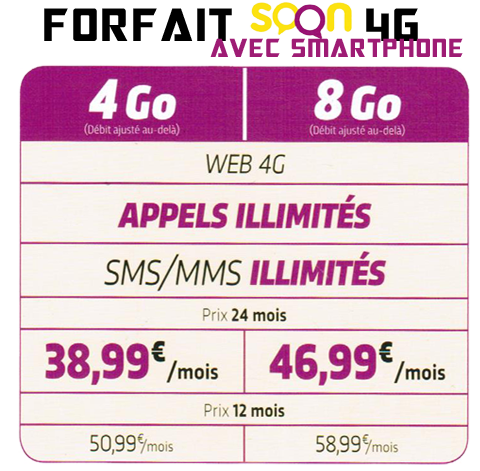 FORFAIT SOON 4G
AVEC SMARTPHONE
4 Go 8 Go
(Débit ajusté au-delà) (Débit ajusté au-delà)
WEB 4G
APPELS ILLIMITÉS
SMS/MMS ILLIMITÉS
Prix 24 mois
38,99€/mois 46,99€/mois
Prix 12 mois
50,99€/mois 58,99€/mois